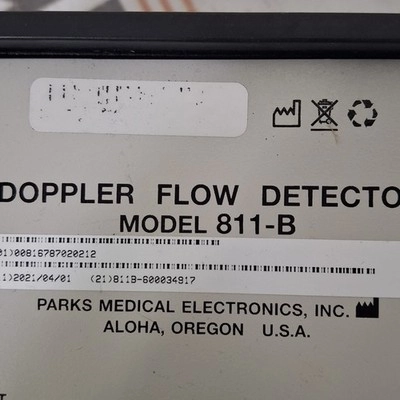 DOPPLER FLOW DETECTO
MODEL 811-B
01)00816787020212
1)2021/04/01 (21)811B-600034917
PARKS MEDICAL ELECTRONICS, INC.
ALOHA, OREGON U.S.A.